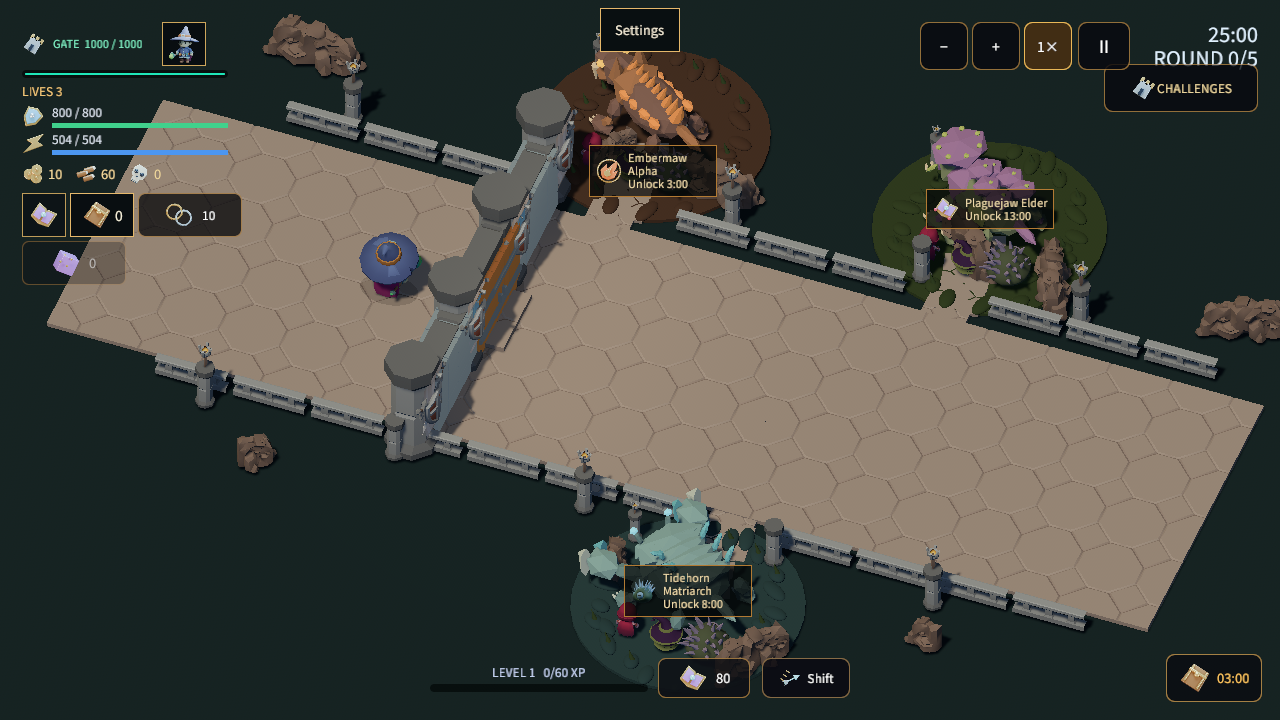 Settings
GATE 1000 / 1000
LIVES 3
800 / 800
504 / 504
10
60
0
0
10
0
−
+
1×
25:00
ROUND 0/5
CHALLENGES
Embermaw
Alpha
Unlock 3:00
Plaguejaw Elder
Unlock 13:00
Tidehorn
Matriarch
Unlock 8:00
LEVEL 1 0/60 XP
80
Shift
03:00